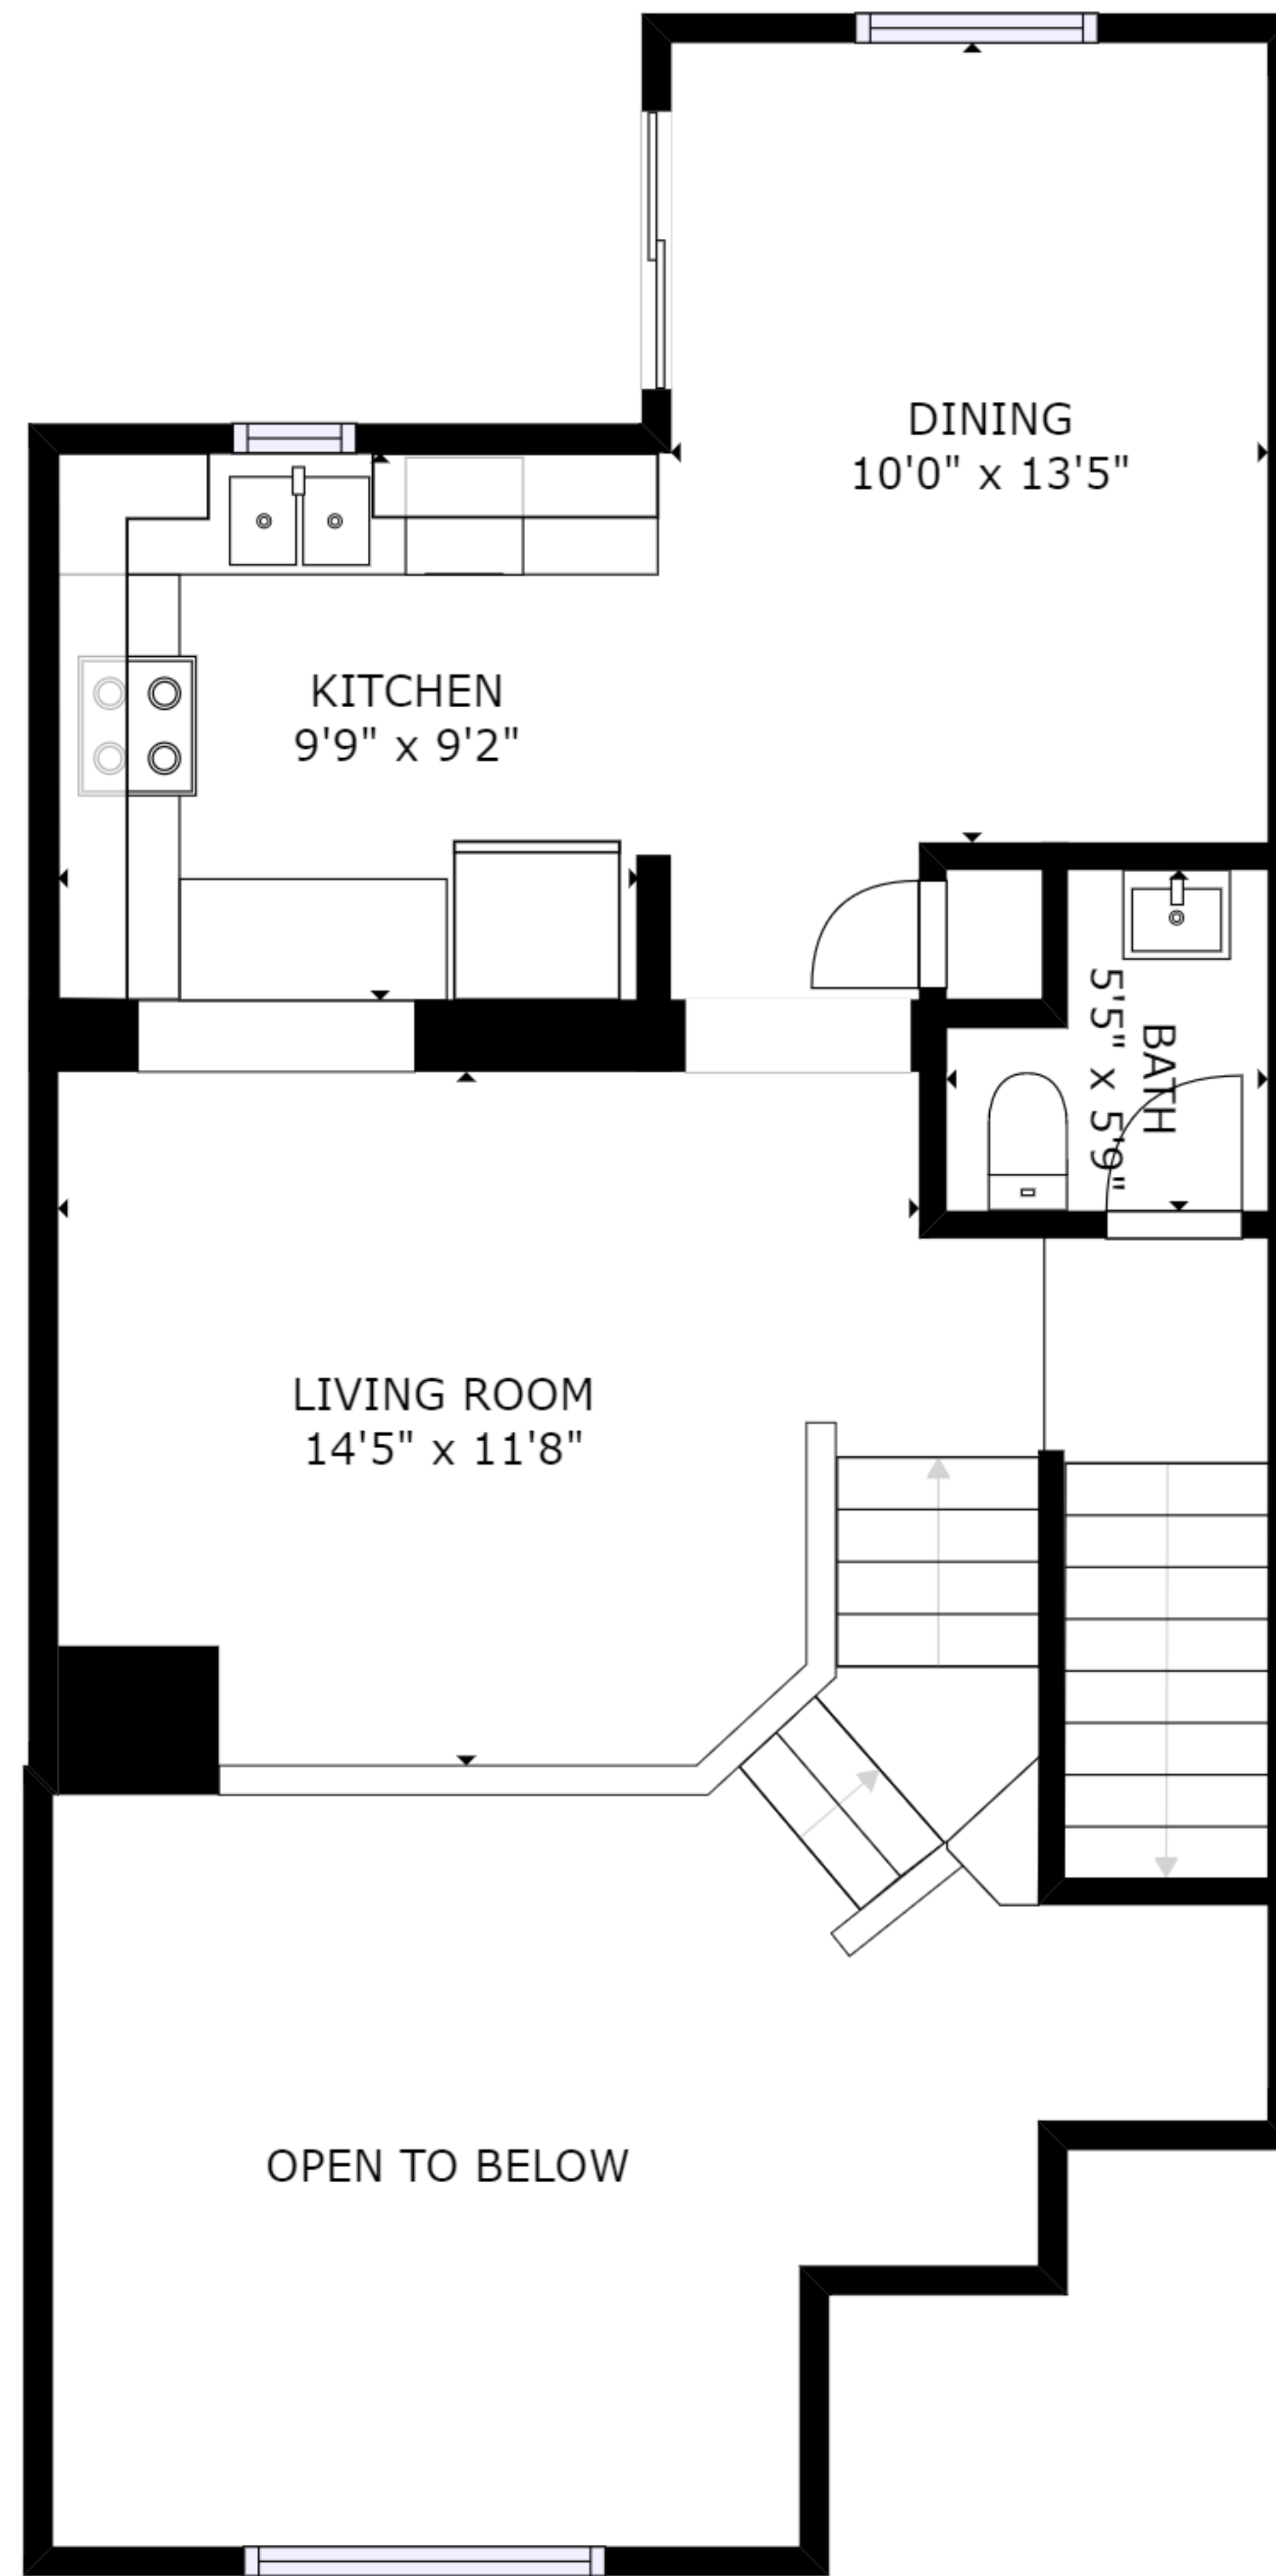 DINING
10'0" x 13'5"
KITCHEN
9'9" x 9'2"
BATH
5'5" x 5'9"
LIVING ROOM
14'5" x 11'8"
OPEN TO BELOW